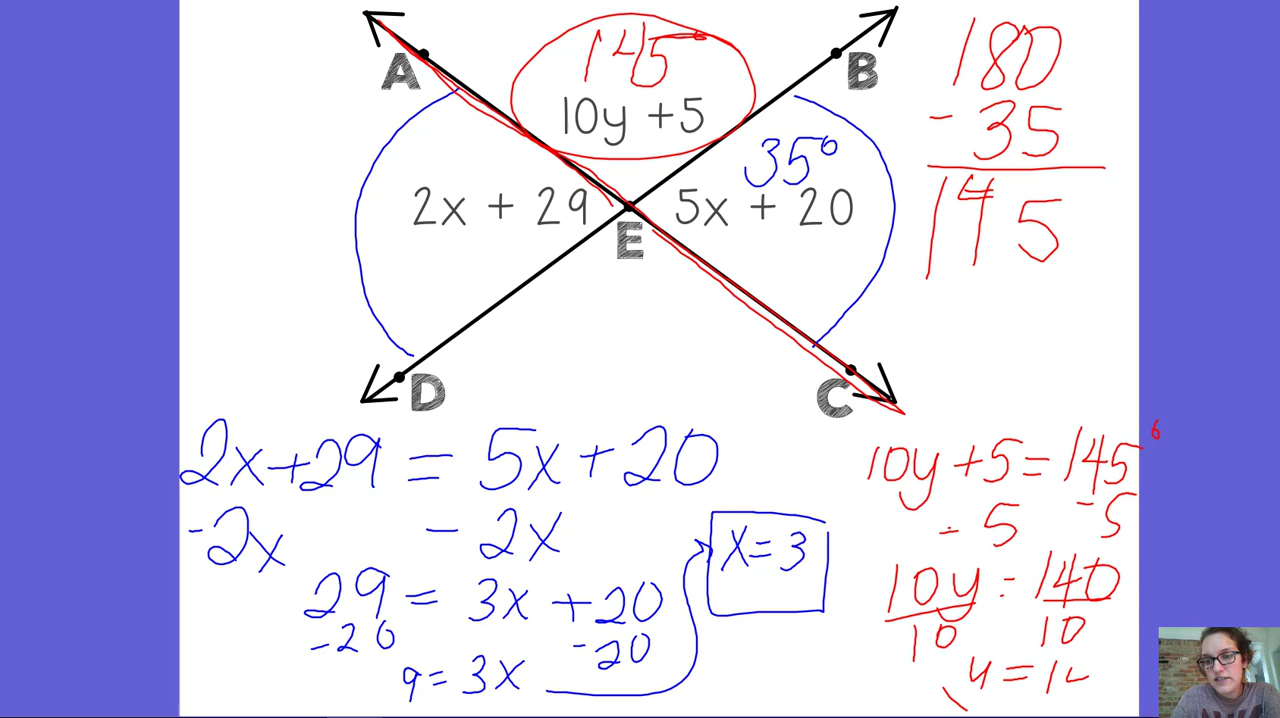 145
10y + 5
A
B
35°
2x + 29
5x + 20
E
D
C
180
- 35
145
2x + 29 = 5x + 20
-2x - 2x
29 = 3x + 20
-20 -20
9 = 3x
x = 3
10y + 5 = 145
- 5 -5
10y = 140
10 10
y = 14